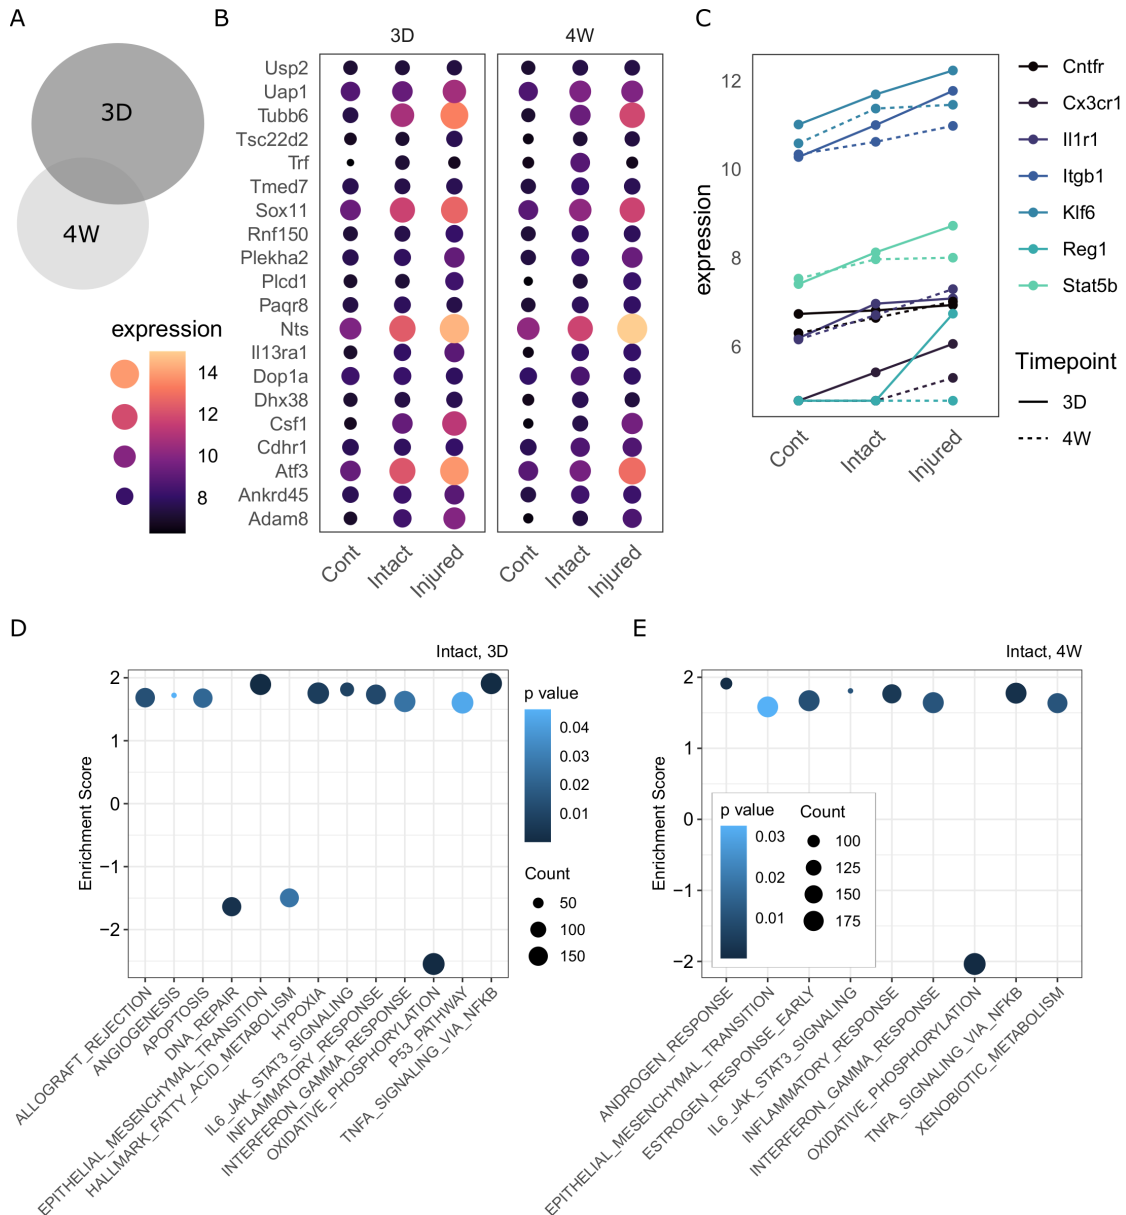 A
B
C
3D
4W
expression
14
12
10
8
3D
4W
Usp2
Uap1
Tubb6
Tsc22d2
Trf
Tmed7
Sox11
Rnf150
Plekha2
Plcd1
Paqr8
Nts
Il13ra1
Dop1a
Dhx38
Csf1
Cdhr1
Atf3
Ankrd45
Adam8
Cont
Intact
Injured
Cont
Intact
Injured
expression
12
10
8
6
Cont
Intact
Injured
Cntfr
Cx3cr1
Il1r1
Itgb1
Klf6
Reg1
Stat5b
Timepoint
3D
4W
D
Intact, 3D
Enrichment Score
2
1
0
−1
−2
ALLOGRAFT_REJECTION
ANGIOGENESIS
APOPTOSIS
DNA_REPAIR
EPITHELIAL_MESENCHYMAL_TRANSITION
HALLMARK_FATTY_ACID_METABOLISM
HYPOXIA
IL6_JAK_STAT3_SIGNALING
INFLAMMATORY_RESPONSE
INTERFERON_GAMMA_RESPONSE
OXIDATIVE_PHOSPHORYLATION
P53_PATHWAY
TNFA_SIGNALING_VIA_NFKB
p value
0.04
0.03
0.02
0.01
Count
50
100
150
E
Intact, 4W
Enrichment Score
2
1
0
−1
−2
p value
0.03
0.02
0.01
Count
100
125
150
175
ANDROGEN_RESPONSE
EPITHELIAL_MESENCHYMAL_TRANSITION
ESTROGEN_RESPONSE_EARLY
IL6_JAK_STAT3_SIGNALING
INFLAMMATORY_RESPONSE
INTERFERON_GAMMA_RESPONSE
OXIDATIVE_PHOSPHORYLATION
TNFA_SIGNALING_VIA_NFKB
XENOBIOTIC_METABOLISM